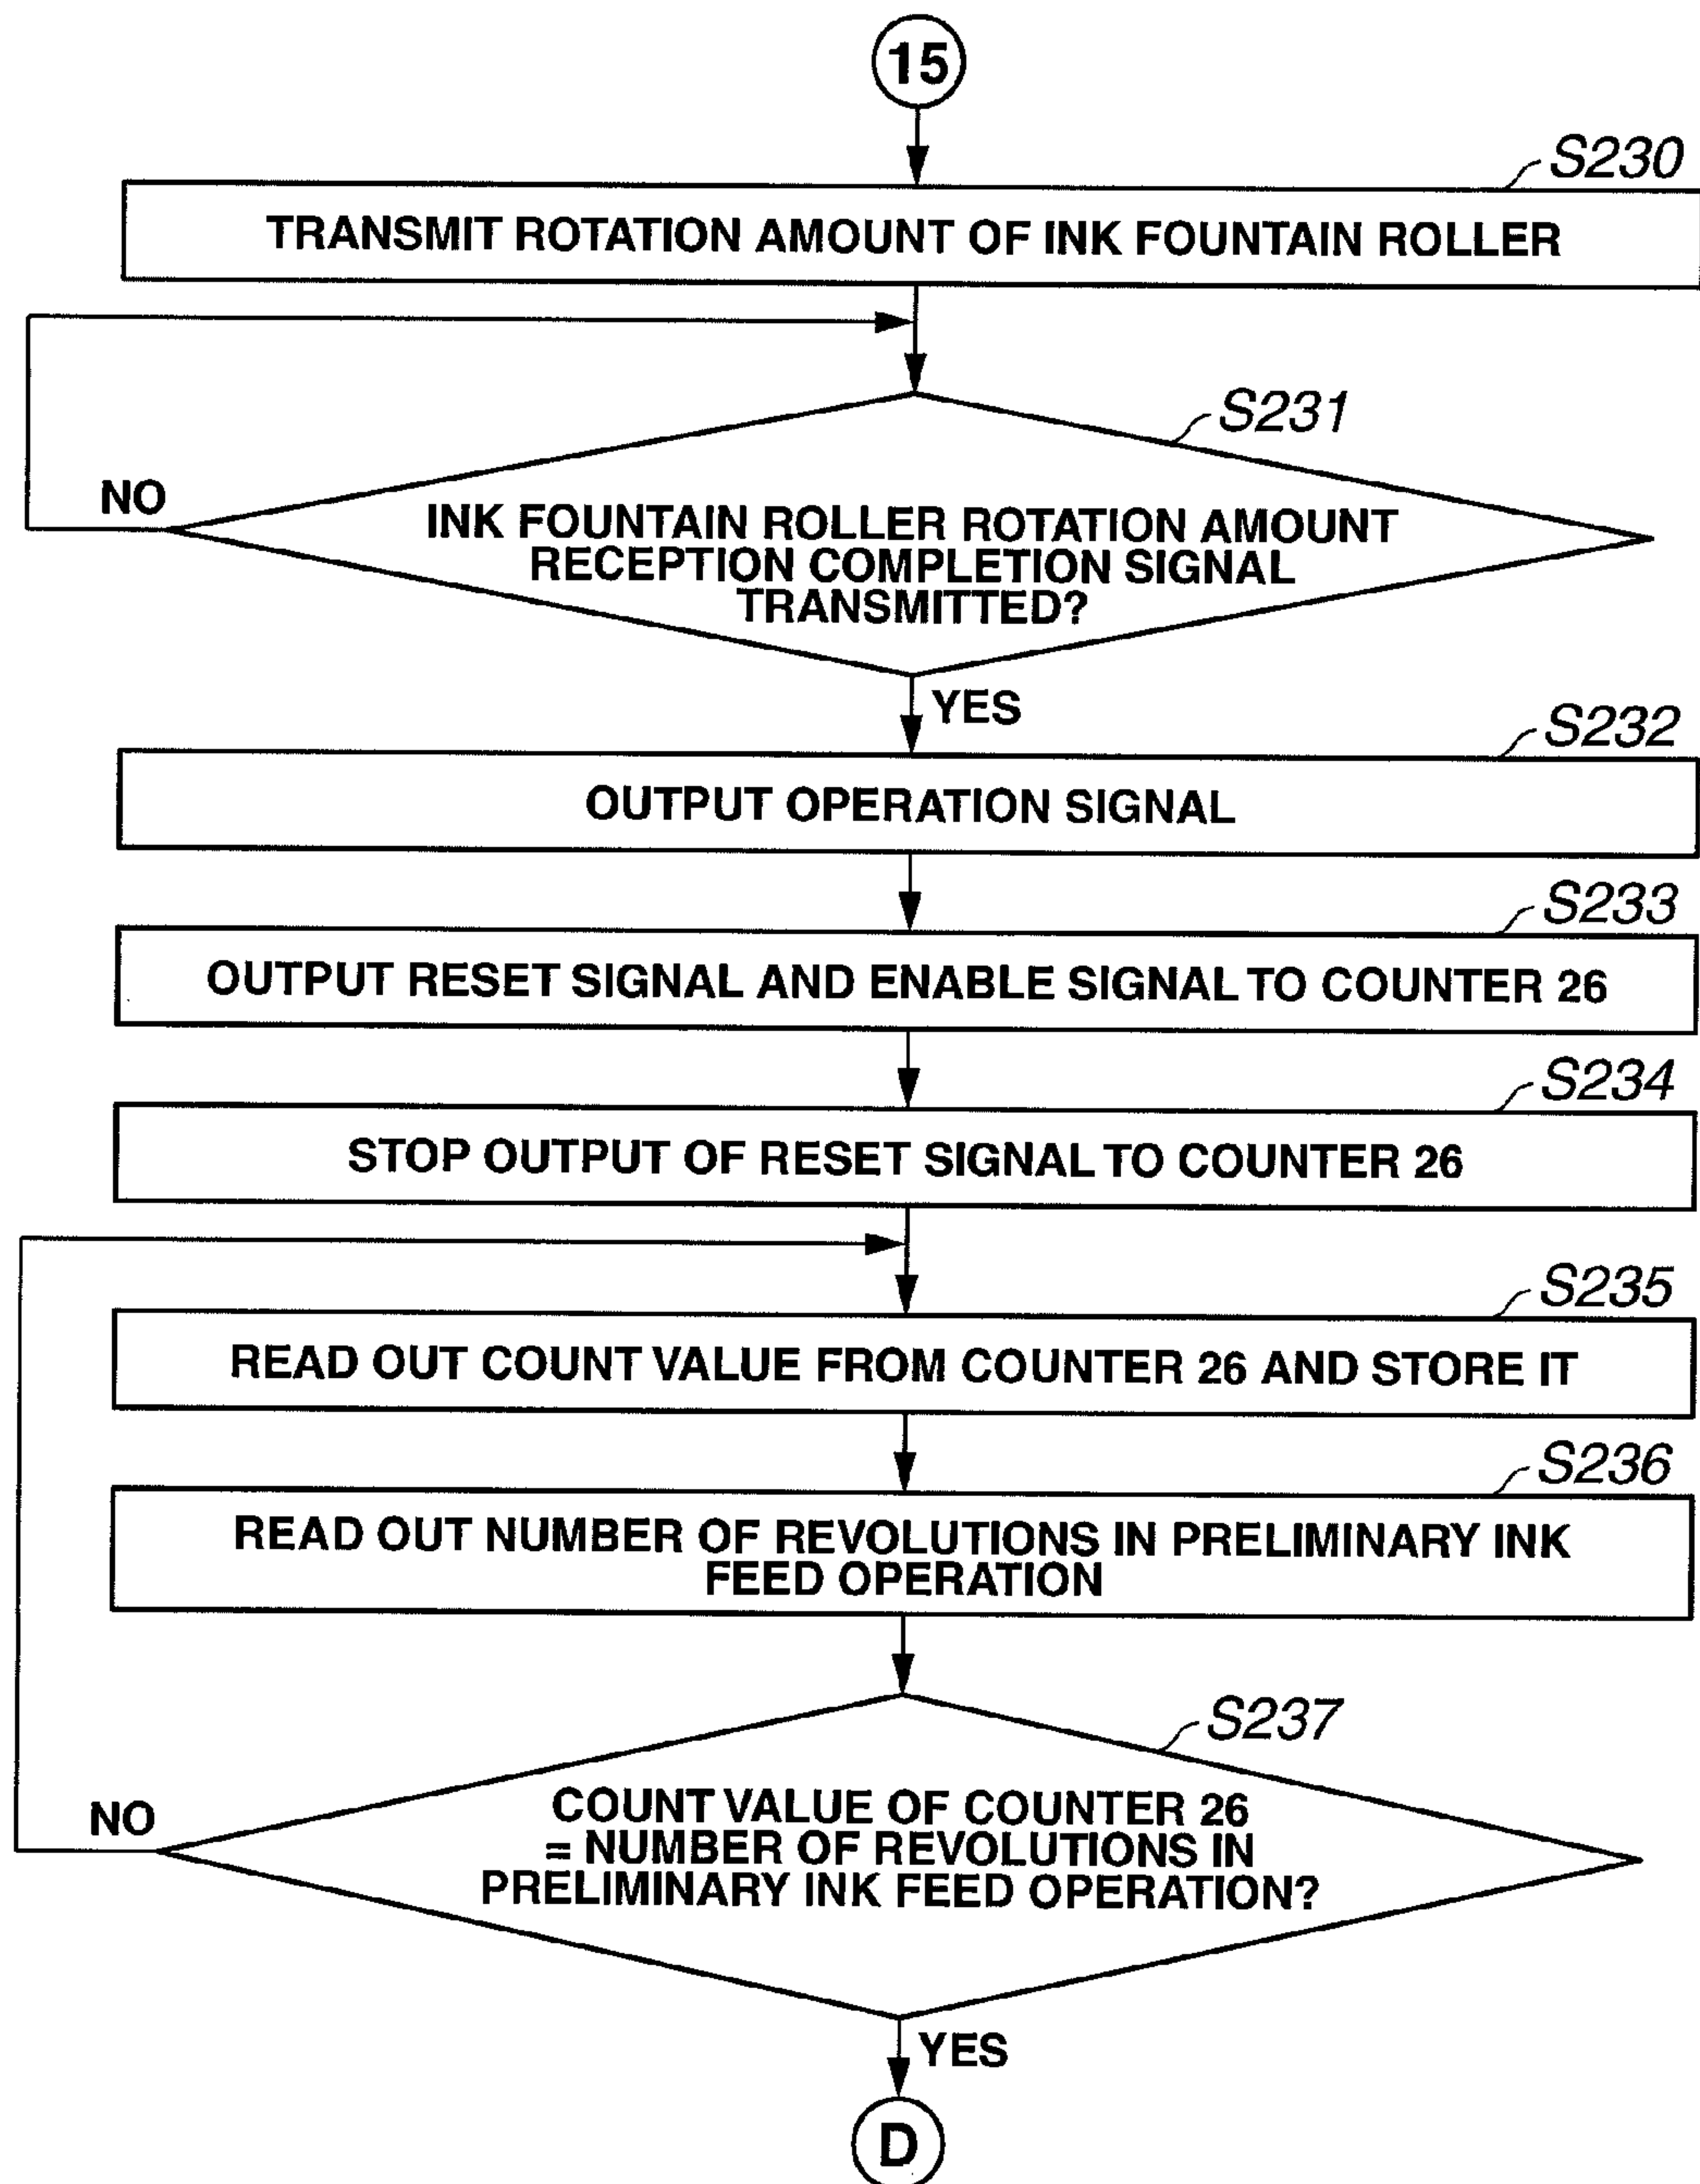 15
S230
TRANSMIT ROTATION AMOUNT OF INK FOUNTAIN ROLLER
S231
NO
INK FOUNTAIN ROLLER ROTATION AMOUNT
RECEPTION COMPLETION SIGNAL
TRANSMITTED?
YES
S232
OUTPUT OPERATION SIGNAL
S233
OUTPUT RESET SIGNAL AND ENABLE SIGNAL TO COUNTER 26
S234
STOP OUTPUT OF RESET SIGNAL TO COUNTER 26
S235
READ OUT COUNT VALUE FROM COUNTER 26 AND STORE IT
S236
READ OUT NUMBER OF REVOLUTIONS IN PRELIMINARY INK
FEED OPERATION
S237
NO
COUNT VALUE OF COUNTER 26
= NUMBER OF REVOLUTIONS IN
PRELIMINARY INK FEED OPERATION?
YES
D